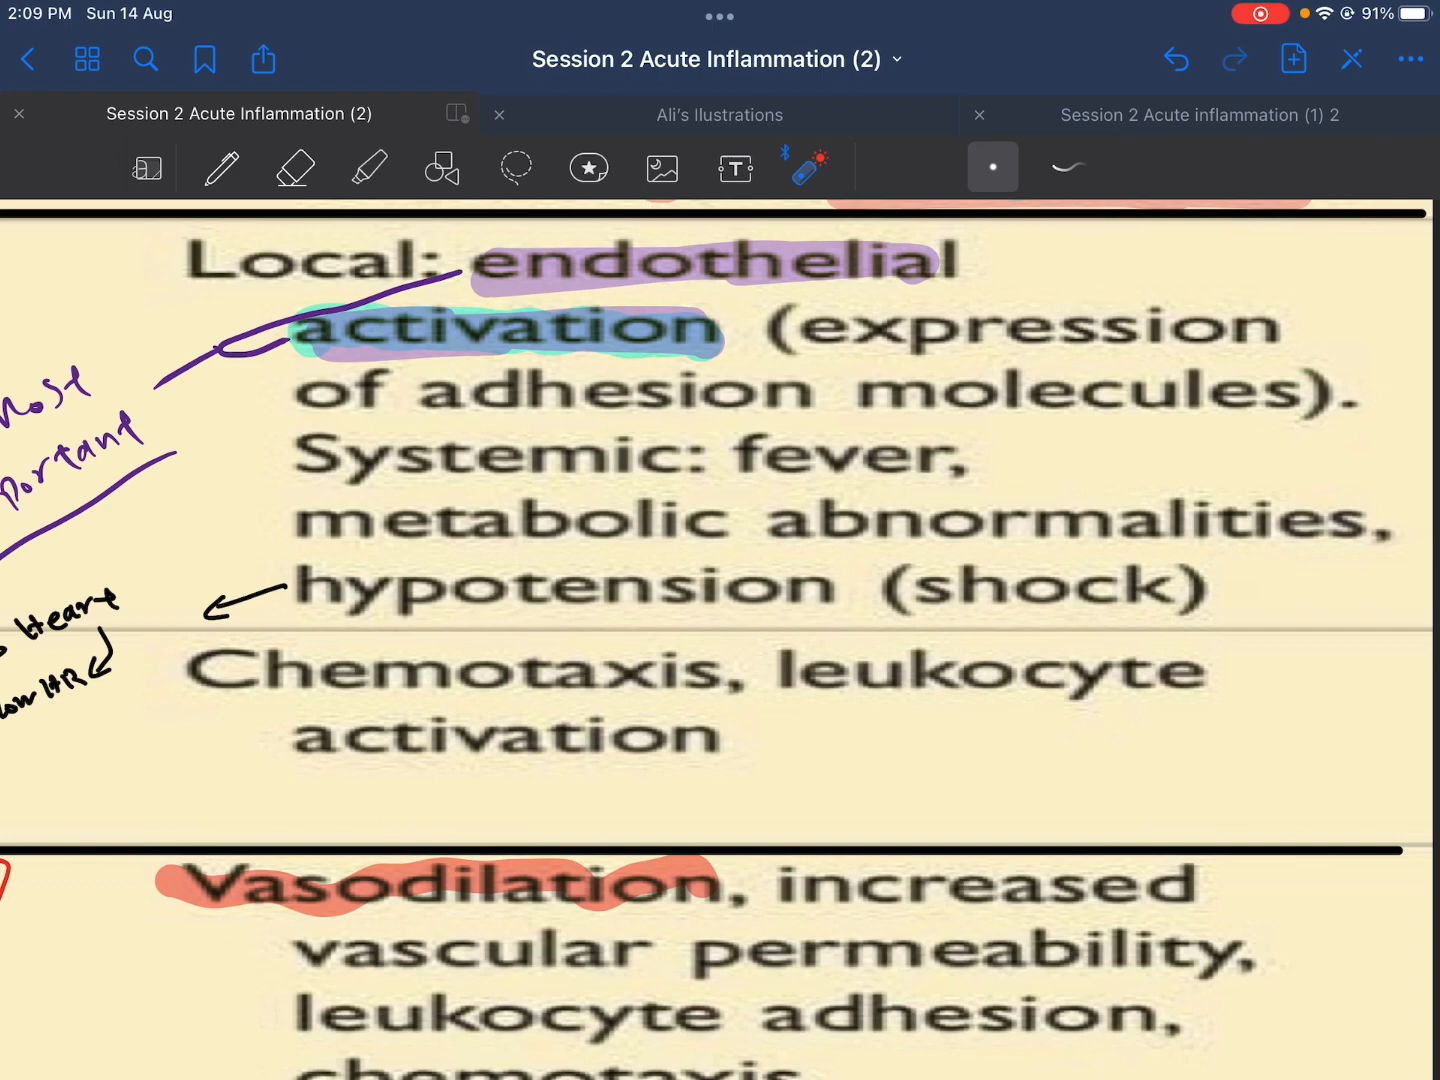 2:09 PM Sun 14 Aug
91%
Session 2 Acute Inflammation (2)
Session 2 Acute Inflammation (2)
Ali's Ilustrations
Session 2 Acute inflammation (1) 2
Local: endothelial
activation (expression
of adhesion molecules).
Systemic: fever,
metabolic abnormalities,
hypotension (shock)
Heart
HR
Chemotaxis, leukocyte
activation
Vasodilation, increased
vascular permeability,
leukocyte adhesion,
chemotaxis